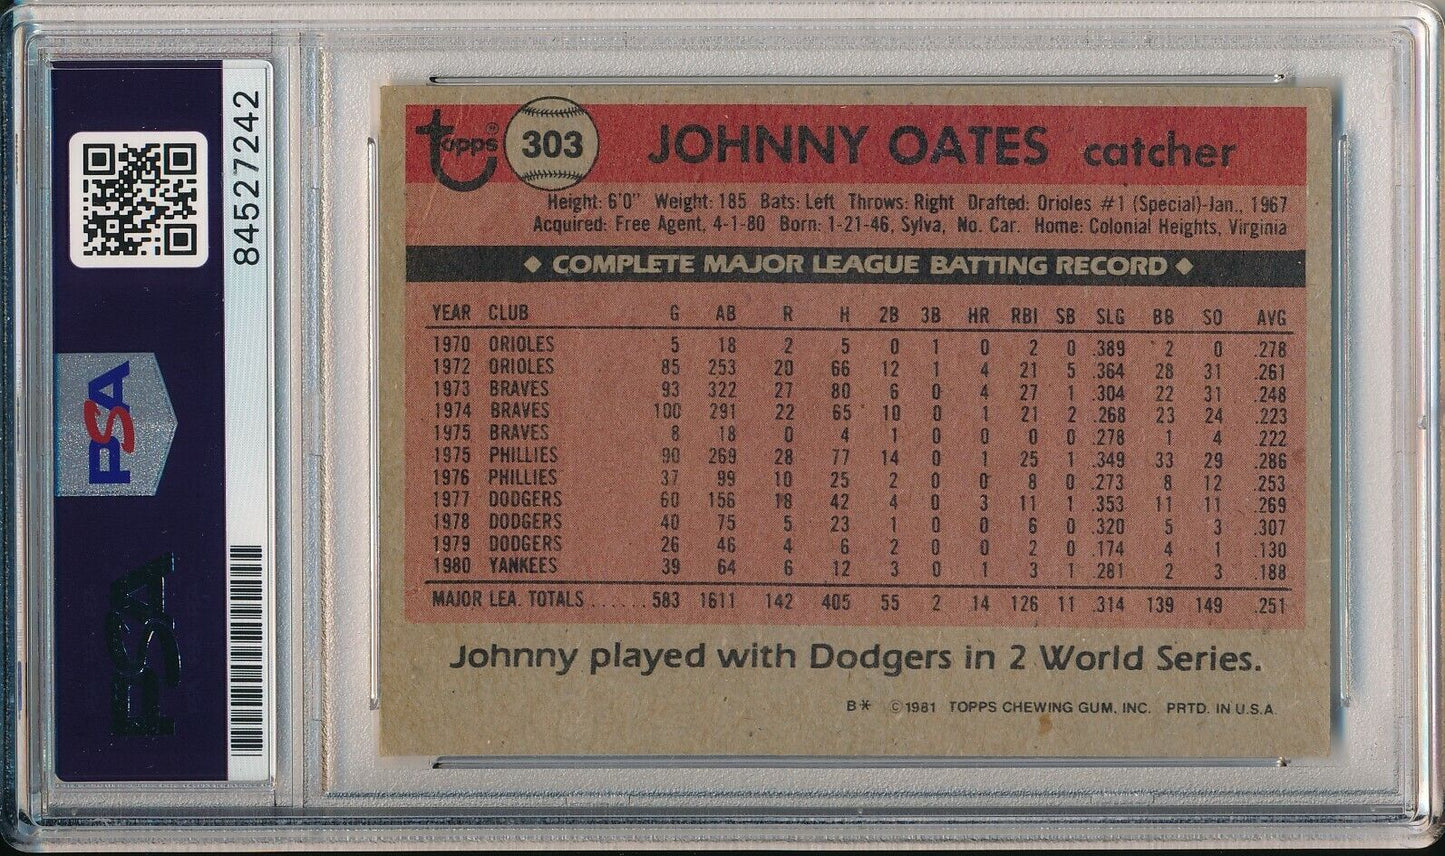 84527242
PSA
PSA
topps®
303
JOHNNY OATES catcher
Height: 6'0" Weight: 185 Bats: Left Throws: Right Drafted: Orioles #1 (Special)-Jan., 1967
Acquired: Free Agent, 4-1-80 Born: 1-21-46, Sylva, No. Car. Home: Colonial Heights, Virginia
◆ COMPLETE MAJOR LEAGUE BATTING RECORD ◆
YEAR CLUB G AB R H 2B 3B HR RBI SB SLG BB SO AVG
1970 ORIOLES 5 18 2 5 0 1 0 2 0 .389 2 0 .278
1972 ORIOLES 85 253 20 66 12 1 4 21 5 .364 28 31 .261
1973 BRAVES 93 322 27 80 6 0 4 27 1 .304 22 31 .248
1974 BRAVES 100 291 22 65 10 0 1 21 2 .268 23 24 .223
1975 BRAVES 8 18 0 4 1 0 0 0 0 .278 1 4 .222
1975 PHILLIES 90 269 28 77 14 0 1 25 1 .349 33 29 .286
1976 PHILLIES 37 99 10 25 2 0 0 8 0 .273 8 12 .253
1977 DODGERS 60 156 18 42 4 0 3 11 1 .353 11 11 .269
1978 DODGERS 40 75 5 23 1 0 0 6 0 .320 5 3 .307
1979 DODGERS 26 46 4 6 2 0 0 2 0 .174 4 1 .130
1980 YANKEES 39 64 6 12 3 0 1 3 1 .281 2 3 .188
MAJOR LEA. TOTALS ...... 583 1611 142 405 55 2 14 126 11 .314 139 149 .251
Johnny played with Dodgers in 2 World Series.
B* ©1981 TOPPS CHEWING GUM, INC. PRTD. IN U.S.A.